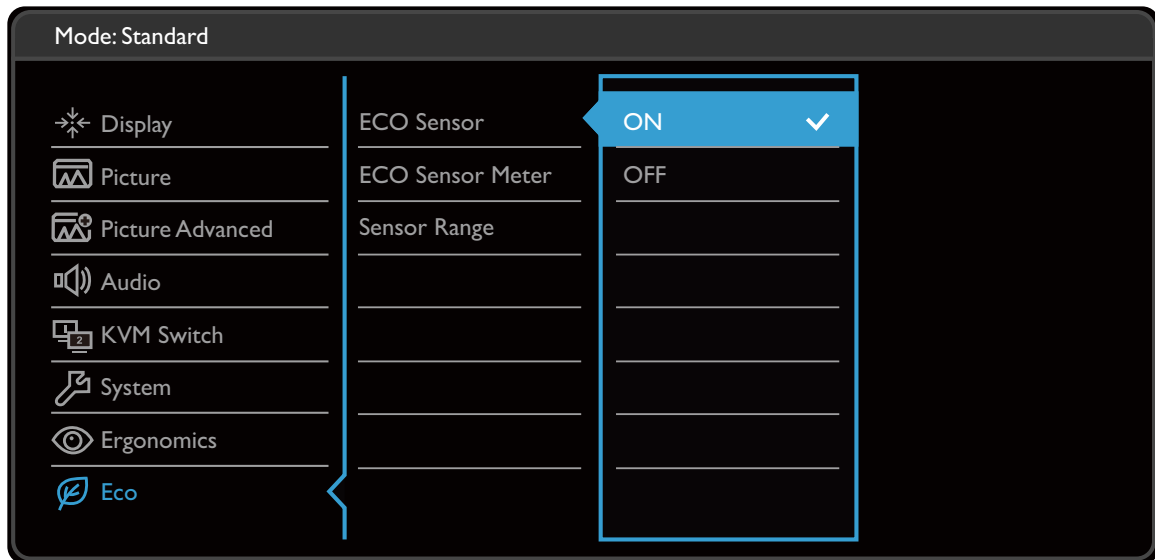 Mode: Standard
Display
Picture
Picture Advanced
Audio
KVM Switch
2
System
Ergonomics
Eco
ECO Sensor
ECO Sensor Meter
Sensor Range
ON
OFF